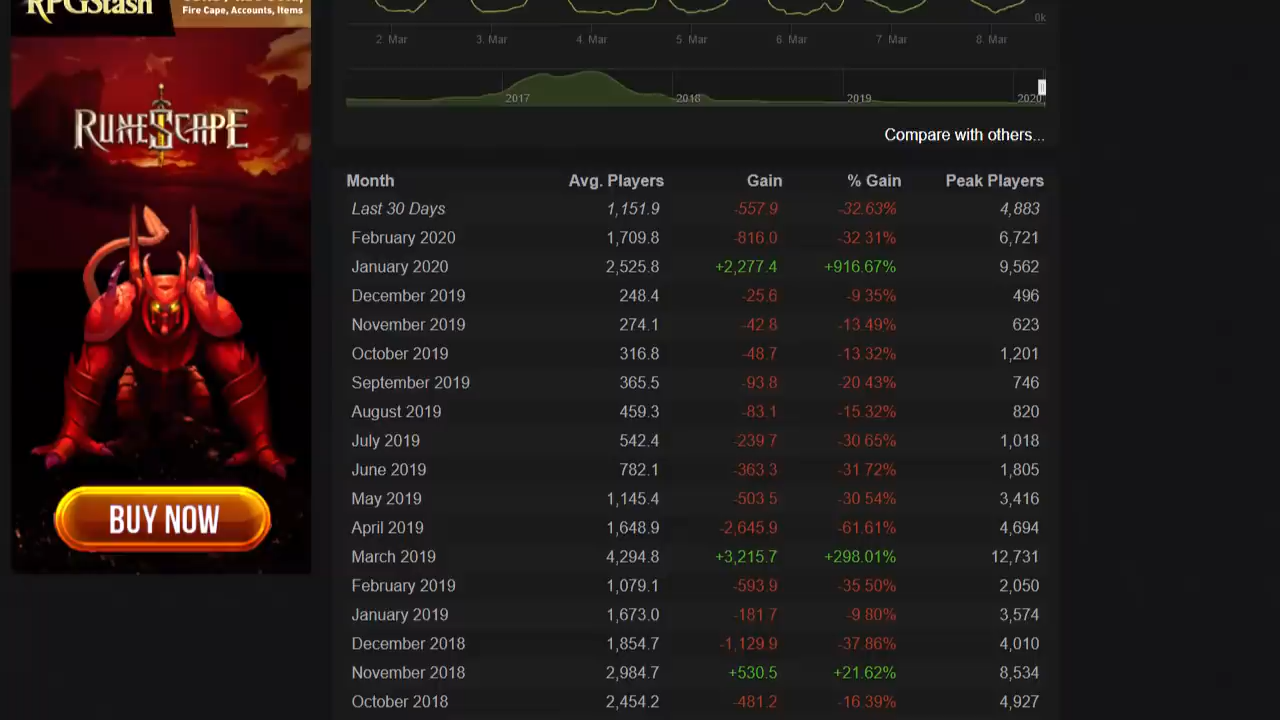 RPGStash
Fire Cape, Accounts, Items
RUNESCAPE
BUY NOW
0k
2. Mar 3. Mar 4. Mar 5. Mar 6. Mar 7. Mar 8. Mar
2017 2018 2019 2020
Compare with others...
Month Avg. Players Gain % Gain Peak Players
Last 30 Days 1,151.9 -557.9 -32.63% 4,883
February 2020 1,709.8 -816.0 -32.31% 6,721
January 2020 2,525.8 +2,277.4 +916.67% 9,562
December 2019 248.4 -25.6 -9.35% 496
November 2019 274.1 -42.8 -13.49% 623
October 2019 316.8 -48.7 -13.32% 1,201
September 2019 365.5 -93.8 -20.43% 746
August 2019 459.3 -83.1 -15.32% 820
July 2019 542.4 -239.7 -30.65% 1,018
June 2019 782.1 -363.3 -31.72% 1,805
May 2019 1,145.4 -503.5 -30.54% 3,416
April 2019 1,648.9 -2,645.9 -61.61% 4,694
March 2019 4,294.8 +3,215.7 +298.01% 12,731
February 2019 1,079.1 -593.9 -35.50% 2,050
January 2019 1,673.0 -181.7 -9.80% 3,574
December 2018 1,854.7 -1,129.9 -37.86% 4,010
November 2018 2,984.7 +530.5 +21.62% 8,534
October 2018 2,454.2 -481.2 -16.39% 4,927